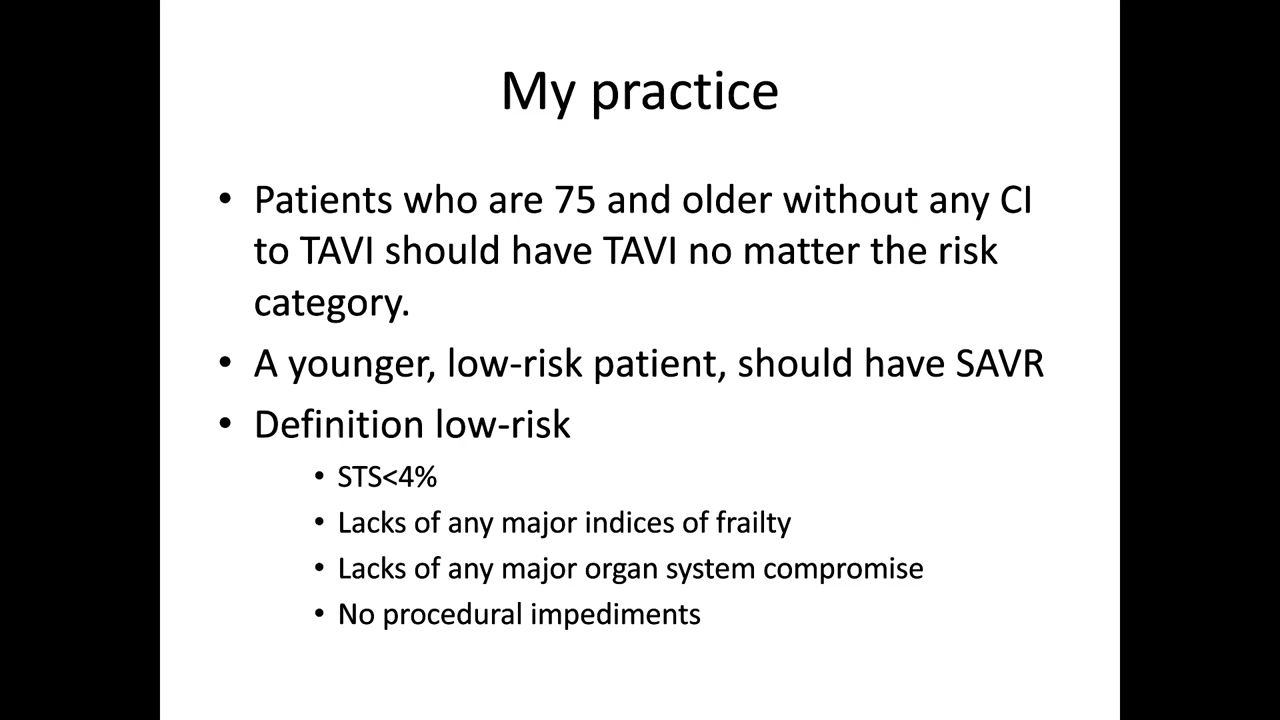 My practice
• Patients who are 75 and older without any CI
to TAVI should have TAVI no matter the risk
category.
• A younger, low-risk patient, should have SAVR
• Definition low-risk
• STS<4%
• Lacks of any major indices of frailty
• Lacks of any major organ system compromise
• No procedural impediments